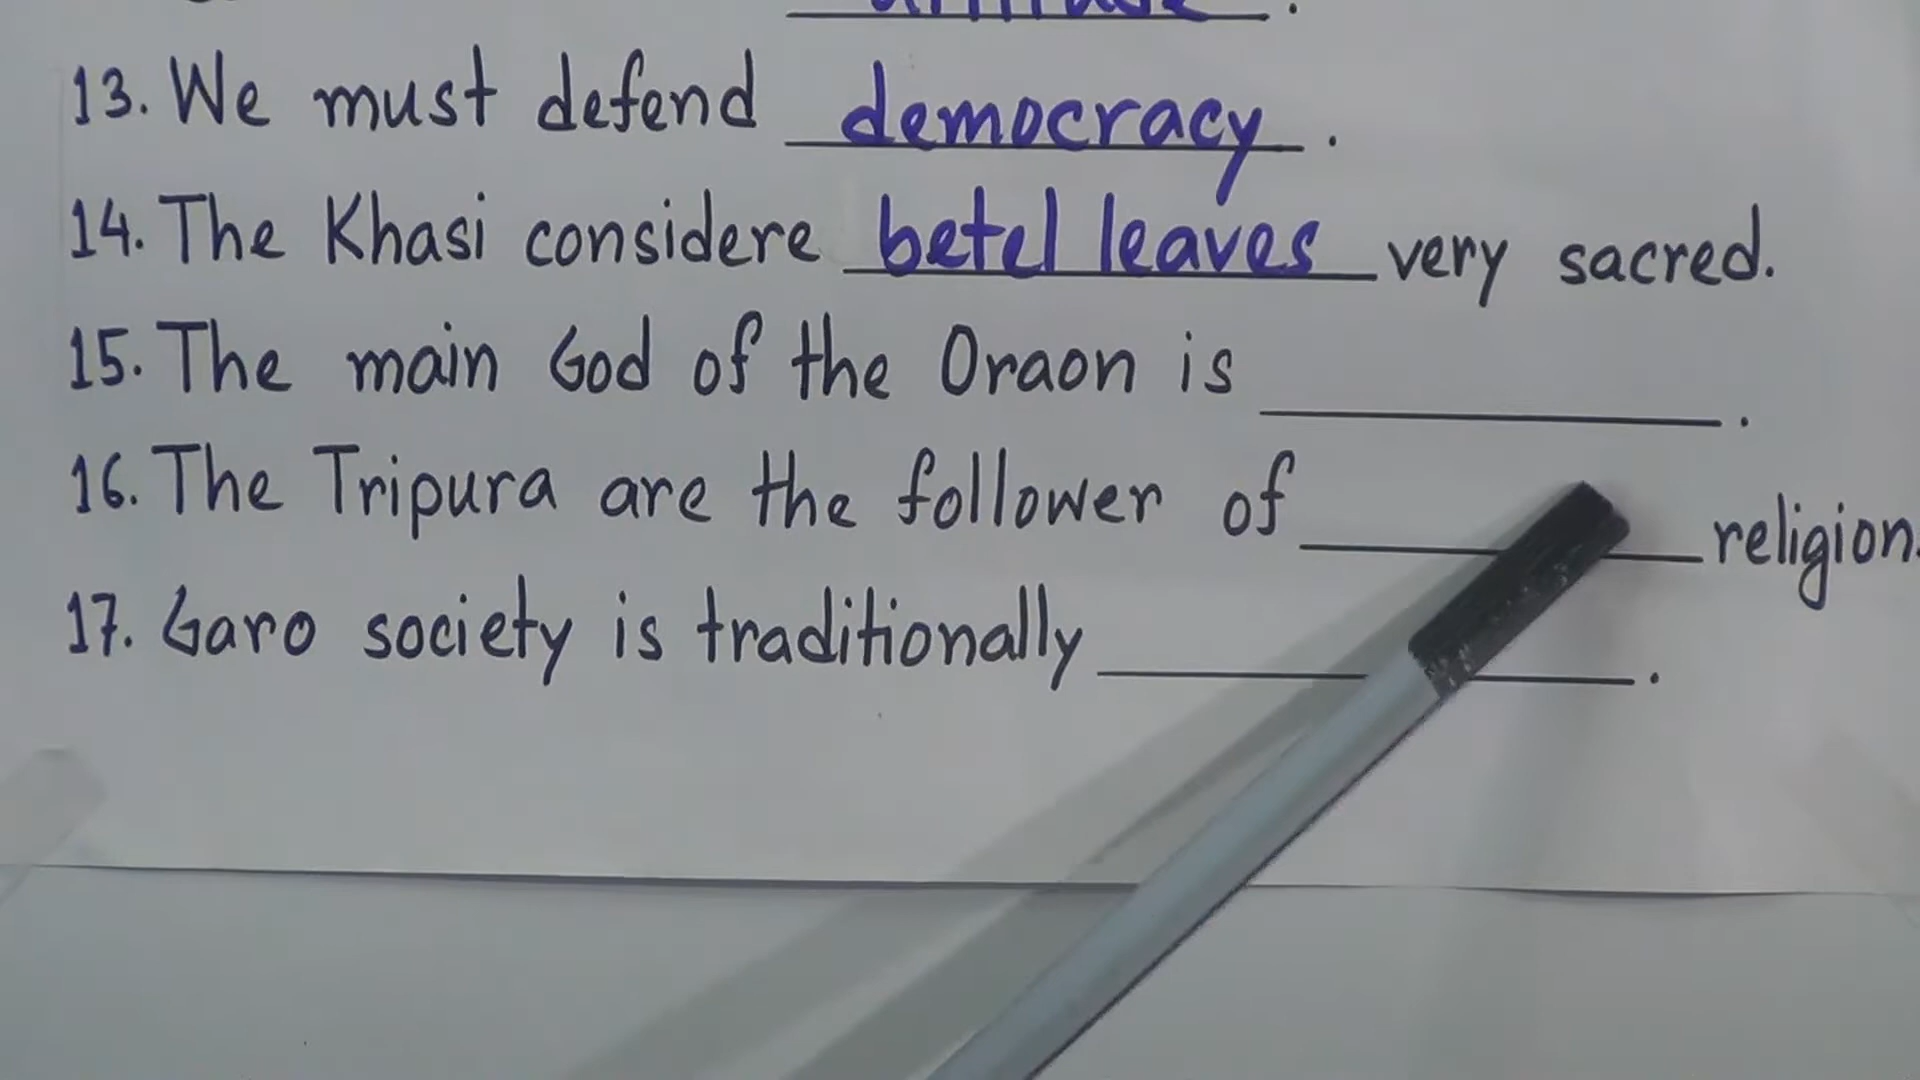 13. We must defend democracy.
14. The Khasi considere betel leaves very sacred.
15. The main God of the Oraon is ________.
16. The Tripura are the follower of ________ religion.
17. Garo society is traditionally ________.